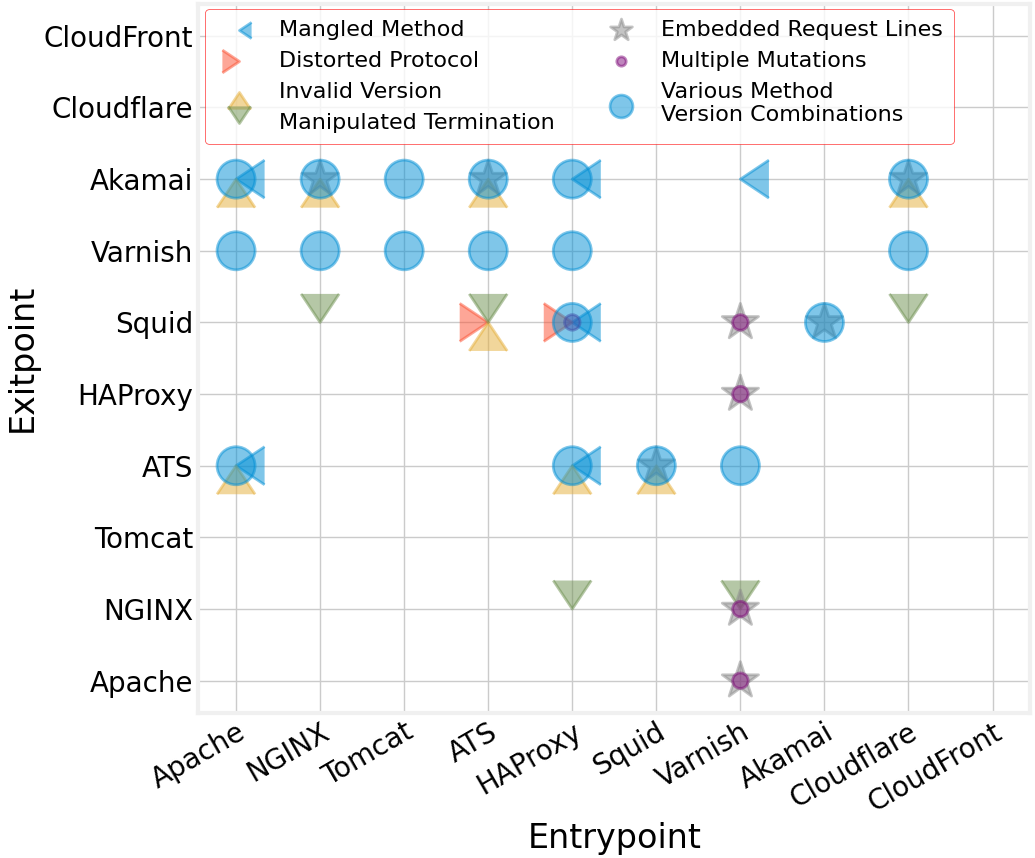 CloudFront
Cloudflare
Akamai
Varnish
Squid
HAProxy
ATS
Tomcat
NGINX
Apache
Exitpoint
Mangled Method
Distorted Protocol
Invalid Version
Manipulated Termination
Embedded Request Lines
Multiple Mutations
Various Method
Version Combinations
Apache
NGINX
Tomcat
ATS
HAProxy
Squid
Varnish
Akamai
Cloudflare
CloudFront
Entrypoint